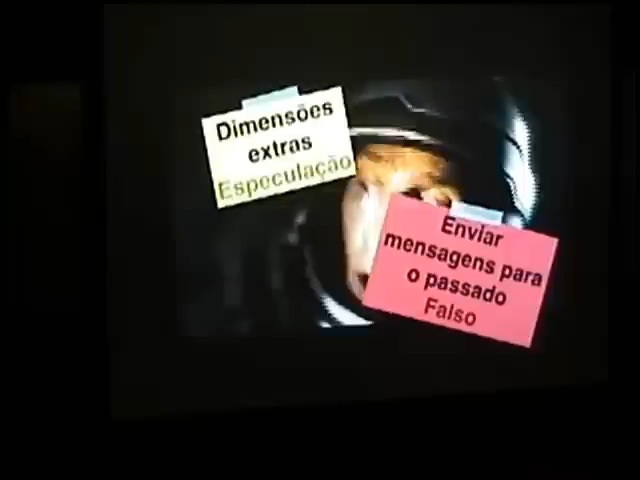 Dimensões
extras
Especulação
Enviar
mensagens para
o passado
Falso